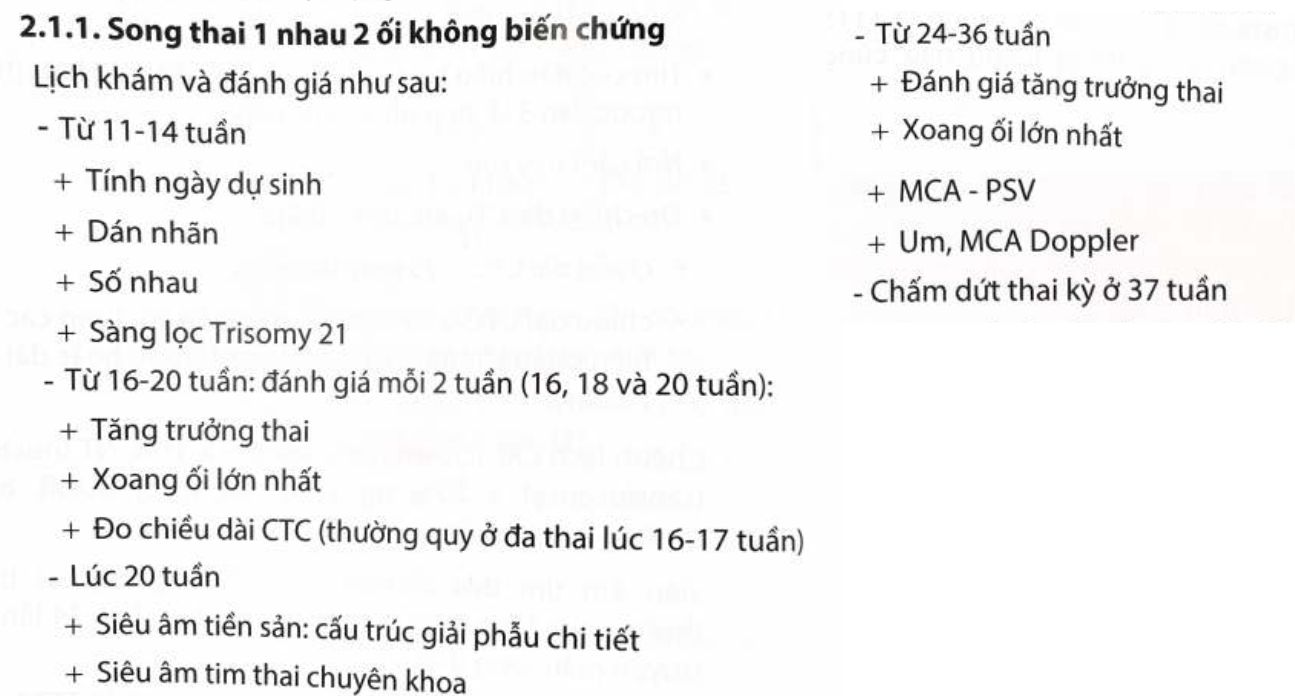 2.1.1. Song thai 1 nhau 2 ối không biến chứng
Lịch khám và đánh giá như sau:
- Từ 11-14 tuần
+ Tính ngày dự sinh
+ Dán nhãn
+ Số nhau
+ Sàng lọc Trisomy 21
- Từ 16-20 tuần: đánh giá mỗi 2 tuần (16, 18 và 20 tuần):
+ Tăng trưởng thai
+ Xoang ối lớn nhất
+ Đo chiều dài CTC (thường quy ở đa thai lúc 16-17 tuần)
- Lúc 20 tuần
+ Siêu âm tiền sản: cấu trúc giải phẫu chi tiết
+ Siêu âm tim thai chuyên khoa
- Từ 24-36 tuần
+ Đánh giá tăng trưởng thai
+ Xoang ối lớn nhất
+ MCA - PSV
+ Um, MCA Doppler
- Chấm dứt thai kỳ ở 37 tuần